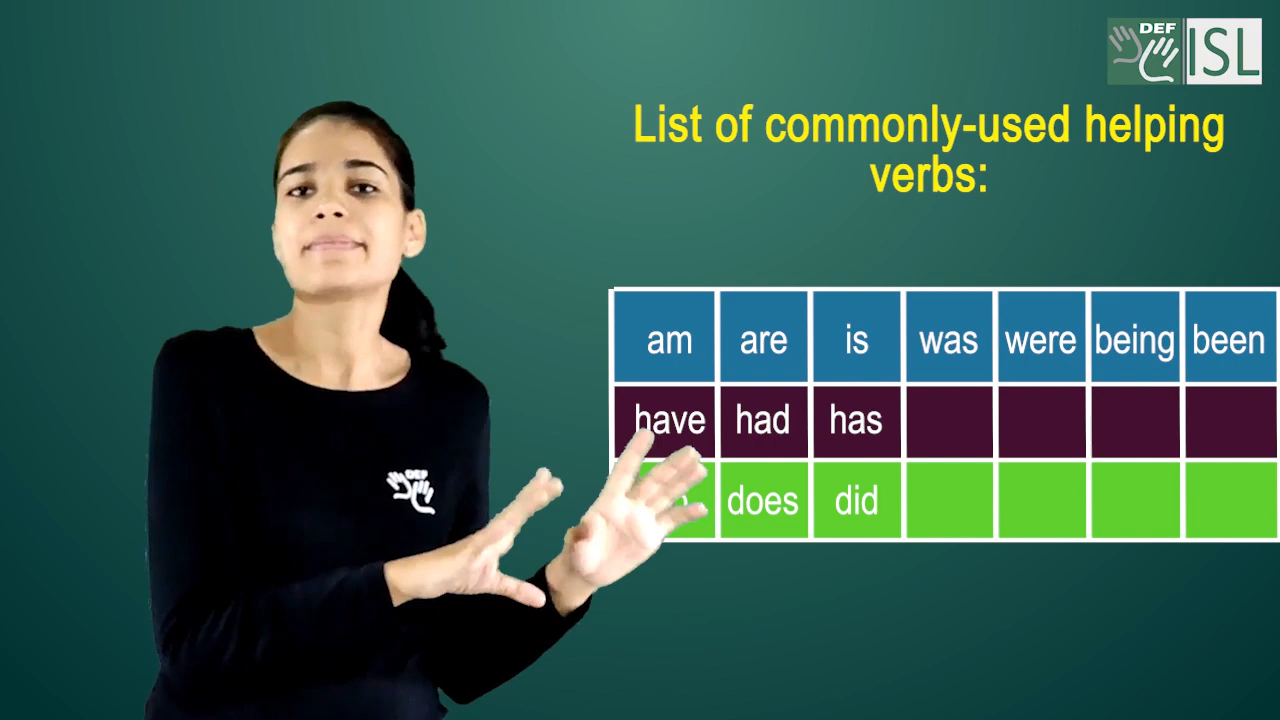 DEF
ISL
List of commonly-used helping
verbs:
am are is was were being been
have had has
does did
DEF